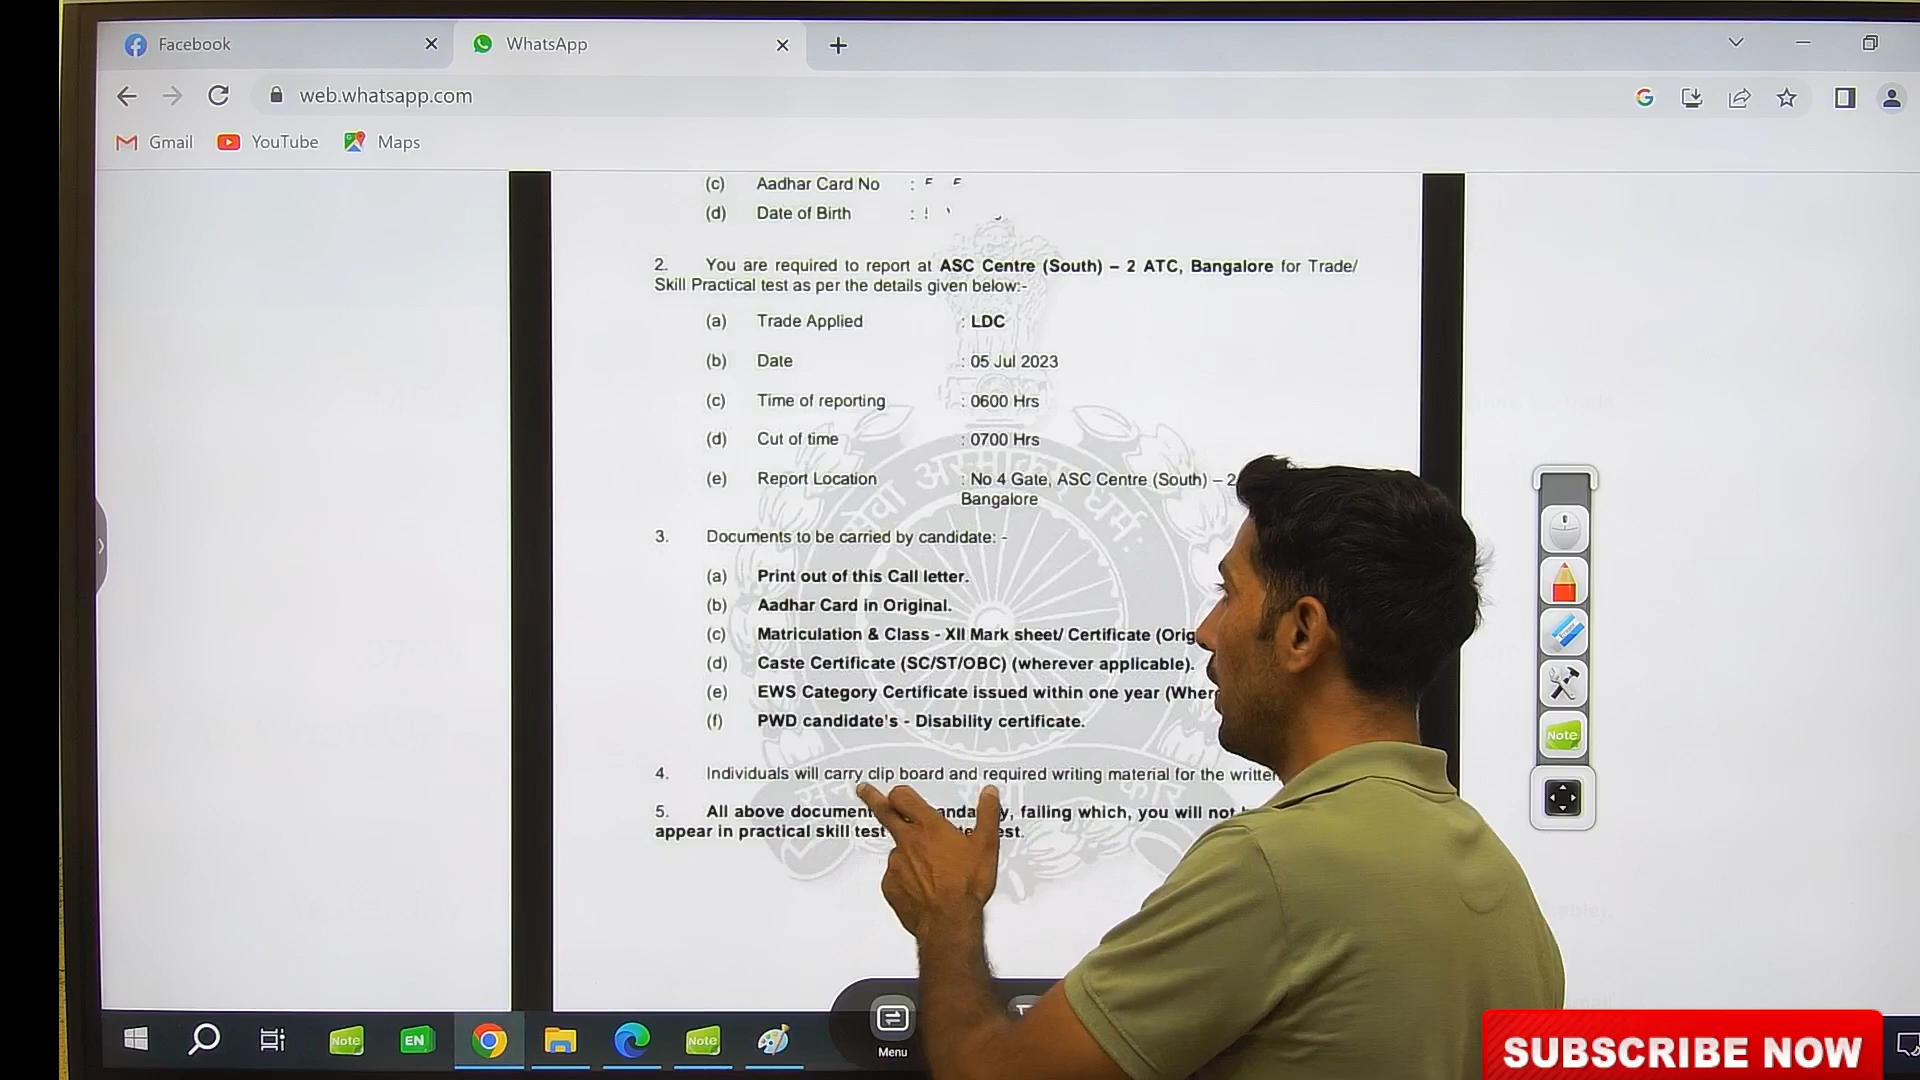 Facebook
WhatsApp
web.whatsapp.com
Gmail
YouTube
Maps
(c) Aadhar Card No :
(d) Date of Birth :
2. You are required to report at ASC Centre (South) – 2 ATC, Bangalore for Trade/
Skill Practical test as per the details given below:-
(a) Trade Applied : LDC
(b) Date : 05 Jul 2023
(c) Time of reporting : 0600 Hrs
(d) Cut of time : 0700 Hrs
(e) Report Location : No 4 Gate, ASC Centre (South) – 2
Bangalore
3. Documents to be carried by candidate: -
(a) Print out of this Call letter.
(b) Aadhar Card in Original.
(c) Matriculation & Class - XII Mark sheet/ Certificate (Orig
(d) Caste Certificate (SC/ST/OBC) (wherever applicable).
(e) EWS Category Certificate issued within one year (Wher
(f) PWD candidate's - Disability certificate.
4. Individuals will carry clip board and required writing material for the written
5. All above document failing which, you will not
appear in practical skill test
Note
Note
EN
Note
Menu
SUBSCRIBE NOW